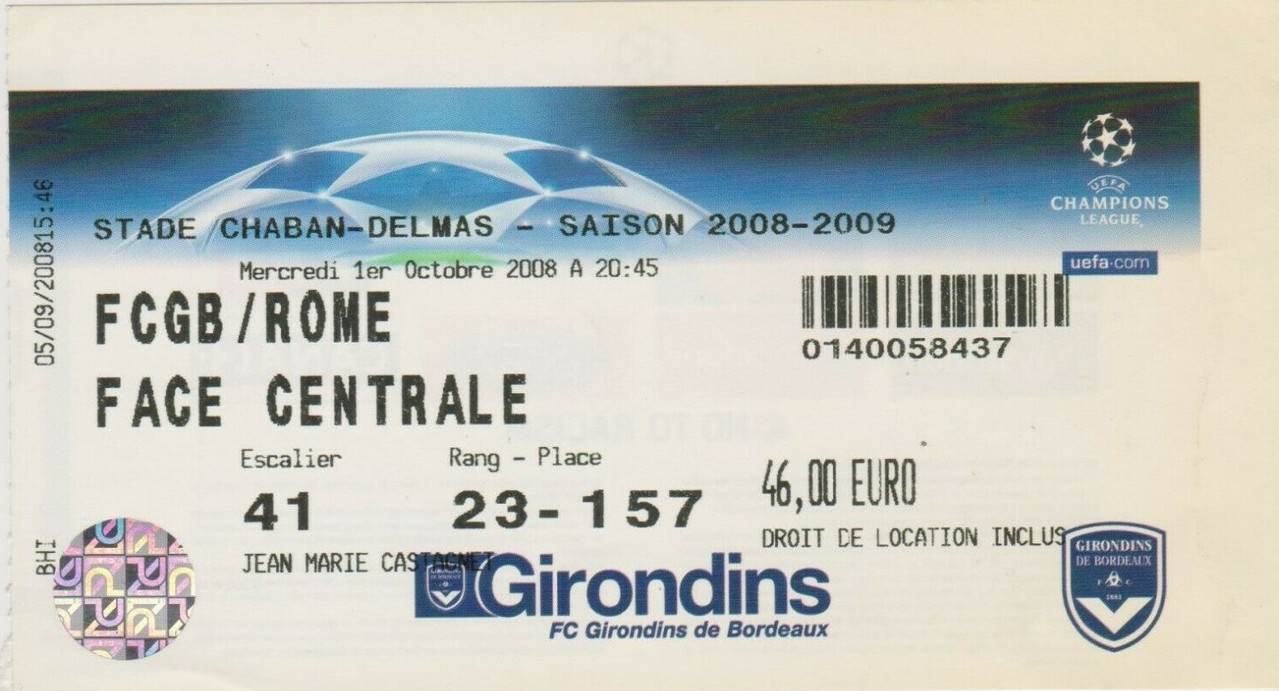 UEFA
CHAMPIONS
LEAGUE
uefa.com
STADE CHABAN-DELMAS - SAISON 2008-2009
Mercredi 1er Octobre 2008 A 20:45
FCGB/ROME
FACE CENTRALE
0140058437
Escalier
Rang - Place
41
23-157
46,00 EURO
DROIT DE LOCATION INCLUS
JEAN MARIE CASTAGNET
Girondins
FC Girondins de Bordeaux
GIRONDINS
DE BORDEAUX
F C
1881
05/09/200815:46
BHI